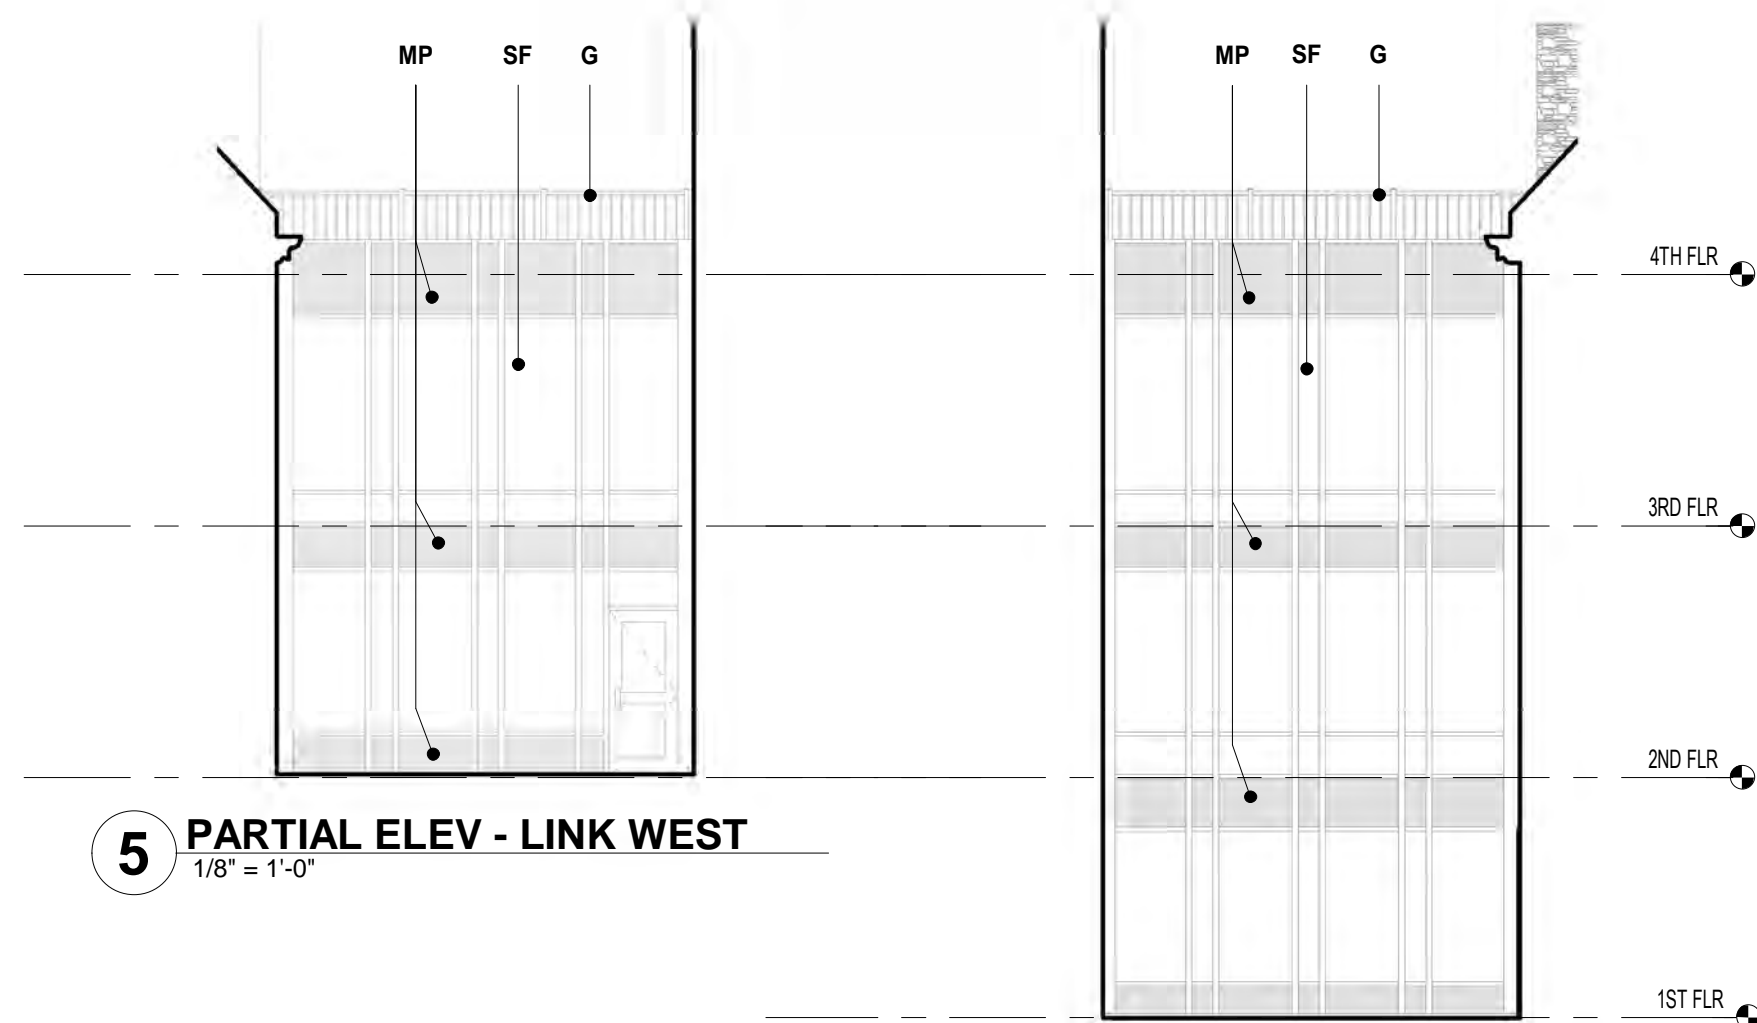 MP SF G
MP SF G
4TH FLR
3RD FLR
2ND FLR
5 PARTIAL ELEV - LINK WEST
1/8" = 1'-0"
1ST FLR